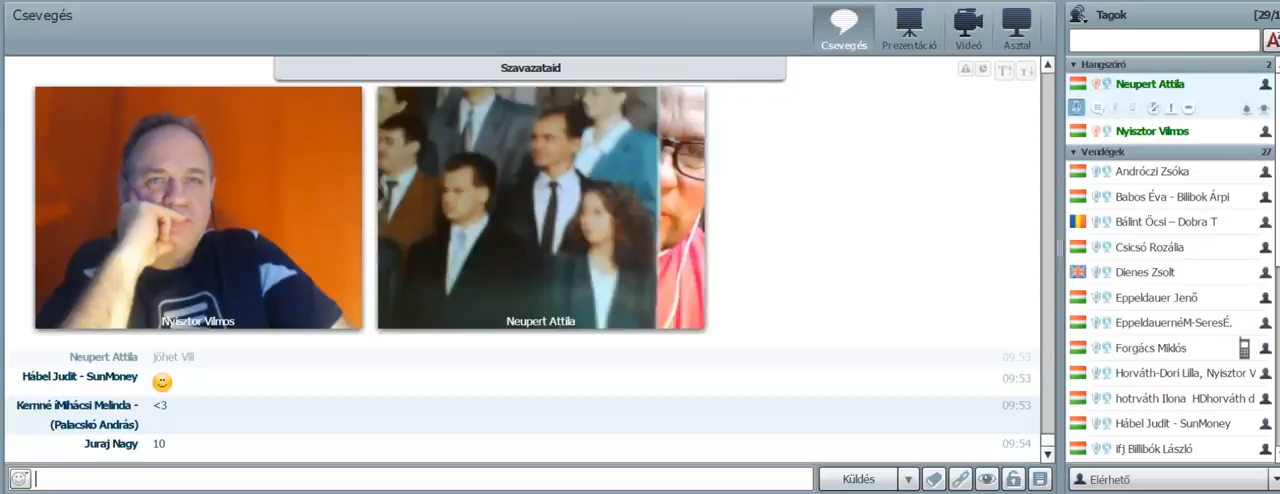 Csevegés
Csevegés
Prezentáció
Videó
Asztal
Szavazataid
Nyisztor Vilmos
Neupert Attila
Neupert Attila jöhet Vili 09:53
Hábel Judit - SunMoney 09:53
Kernné iMihácsi Melinda - <3 09:53
(Palacskó András)
Juraj Nagy 10 09:54
Küldés
Tagok [29/1
Hangszóró 2
Neupert Attila
Nyisztor Vilmos
Vendégek 27
Andróczi Zsóka
Babos Éva - Bilibok Árpi
Bálint Öcsi – Dobra T
Csicsó Rozália
Dienes Zsolt
Eppeldauer Jenő
EppeldauernéM-SeresÉ.
Forgács Miklós
Horváth-Dori Lilla, Nyisztor V
hotrváth Ilona HDhorváth d
Hábel Judit - SunMoney
ifj Billibók László
Elérhető